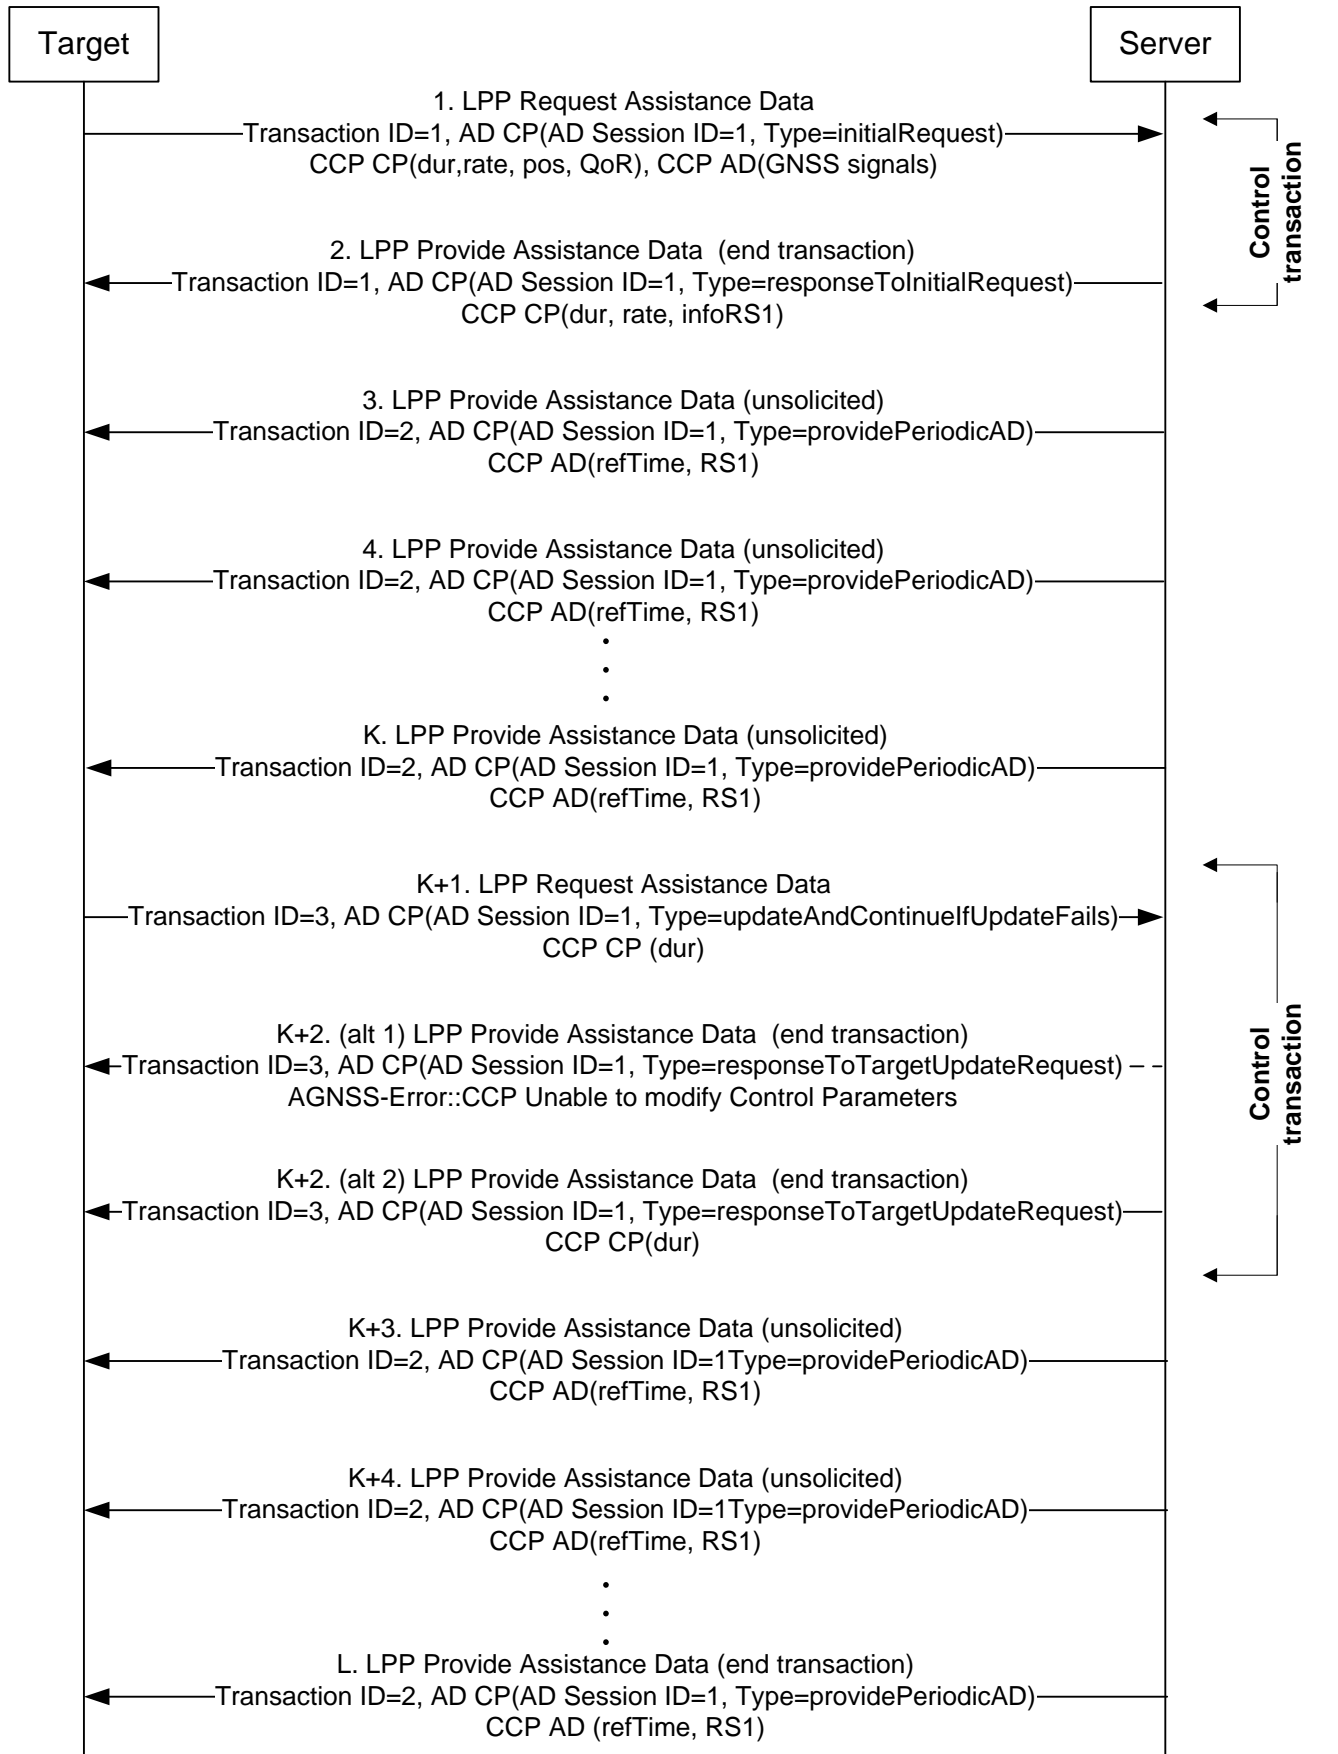 Target
Server
1. LPP Request Assistance Data
Transaction ID=1, AD CP(AD Session ID=1, Type=initialRequest)
CCP CP(dur,rate, pos, QoR), CCP AD(GNSS signals)
Control
transaction
2. LPP Provide Assistance Data  (end transaction)
Transaction ID=1, AD CP(AD Session ID=1, Type=responseToInitialRequest)
CCP CP(dur, rate, infoRS1)
3. LPP Provide Assistance Data (unsolicited)
Transaction ID=2, AD CP(AD Session ID=1, Type=providePeriodicAD)
CCP AD(refTime, RS1)
4. LPP Provide Assistance Data (unsolicited)
Transaction ID=2, AD CP(AD Session ID=1, Type=providePeriodicAD)
CCP AD(refTime, RS1)
.
.
.
K. LPP Provide Assistance Data (unsolicited)
Transaction ID=2, AD CP(AD Session ID=1, Type=providePeriodicAD)
CCP AD(refTime, RS1)
K+1. LPP Request Assistance Data
Transaction ID=3, AD CP(AD Session ID=1, Type=updateAndContinueIfUpdateFails)
CCP CP (dur)
K+2. (alt 1) LPP Provide Assistance Data  (end transaction)
Transaction ID=3, AD CP(AD Session ID=1, Type=responseToTargetUpdateRequest)
AGNSS-Error::CCP Unable to modify Control Parameters
Control
transaction
K+2. (alt 2) LPP Provide Assistance Data  (end transaction)
Transaction ID=3, AD CP(AD Session ID=1, Type=responseToTargetUpdateRequest)
CCP CP(dur)
K+3. LPP Provide Assistance Data (unsolicited)
Transaction ID=2, AD CP(AD Session ID=1Type=providePeriodicAD)
CCP AD(refTime, RS1)
K+4. LPP Provide Assistance Data (unsolicited)
Transaction ID=2, AD CP(AD Session ID=1Type=providePeriodicAD)
CCP AD(refTime, RS1)
.
.
.
L. LPP Provide Assistance Data (end transaction)
Transaction ID=2, AD CP(AD Session ID=1, Type=providePeriodicAD)
CCP AD (refTime, RS1)